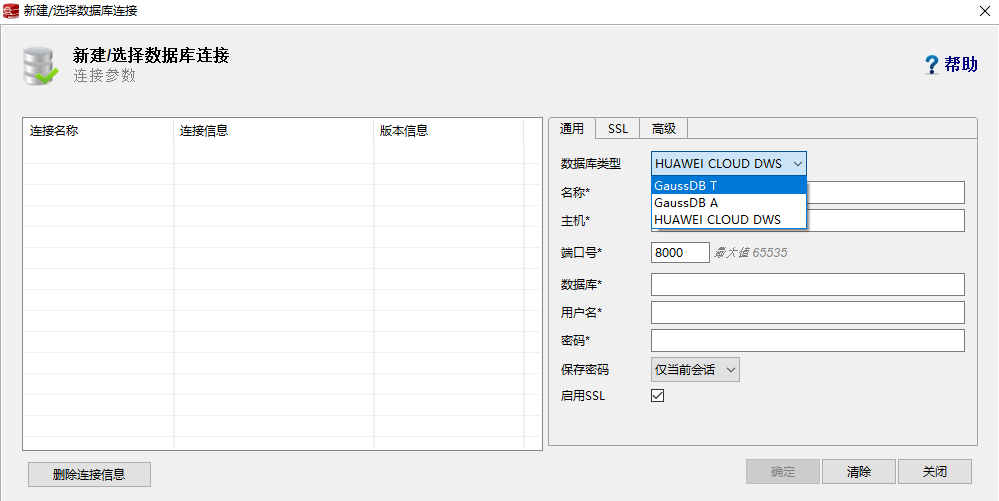 新建/选择数据库连接
新建/选择数据库连接
连接参数
? 帮助
连接名称 连接信息 版本信息
通用 SSL 高级
数据库类型 HUAWEI CLOUD DWS
GaussDB T
名称*
GaussDB A
HUAWEI CLOUD DWS
主机*
端口号* 8000 最大值 65535
数据库*
用户名*
密码*
保存密码 仅当前会话
启用SSL
删除连接信息 确定 清除 关闭